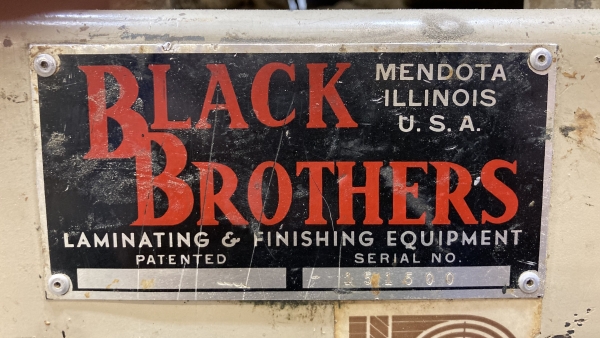 BLACK
BROTHERS
MENDOTA
ILLINOIS
U.S.A.
LAMINATING & FINISHING EQUIPMENT
PATENTED
SERIAL NO.